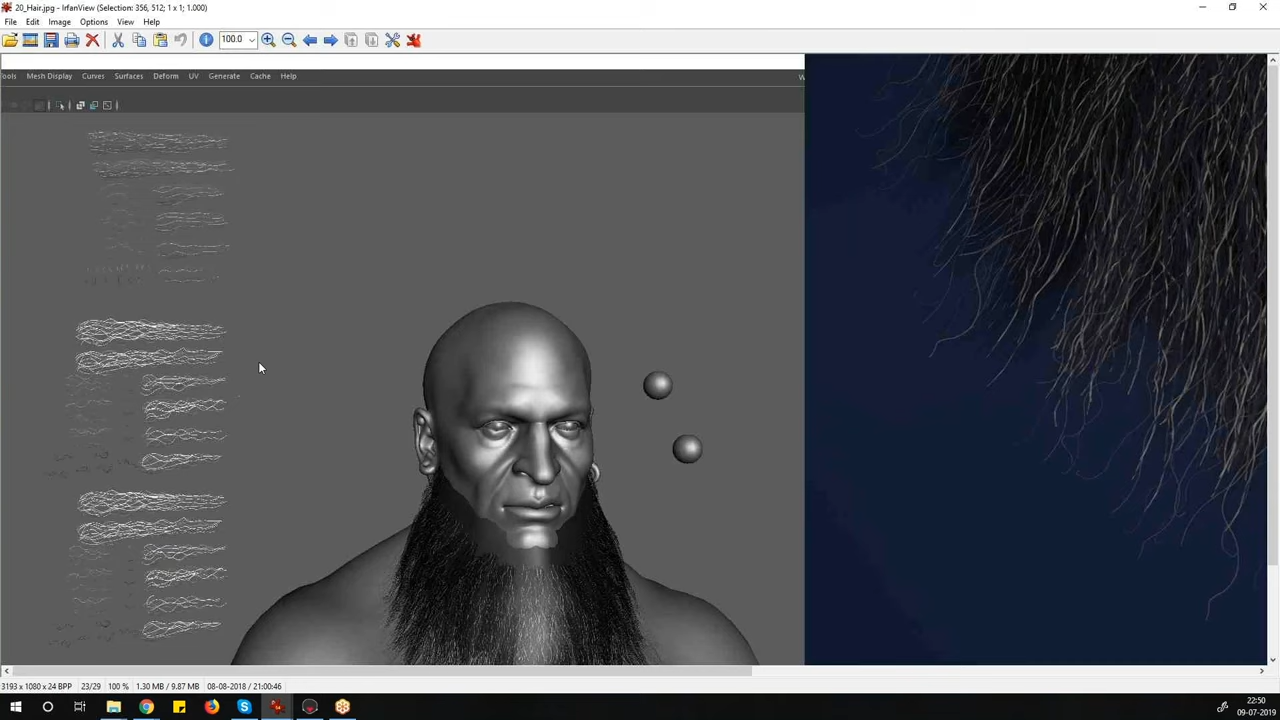 20_Hair.jpg - IrfanView (Selection: 356, 512; 1 x 1; 1.000)
File Edit Image Options View Help
100.0
ools Mesh Display Curves Surfaces Deform UV Generate Cache Help W
3193 x 1080 x 24 BPP 23/29 100 % 1.30 MB / 9.87 MB 08-08-2018 / 21:00:46
22:50
09-07-2019